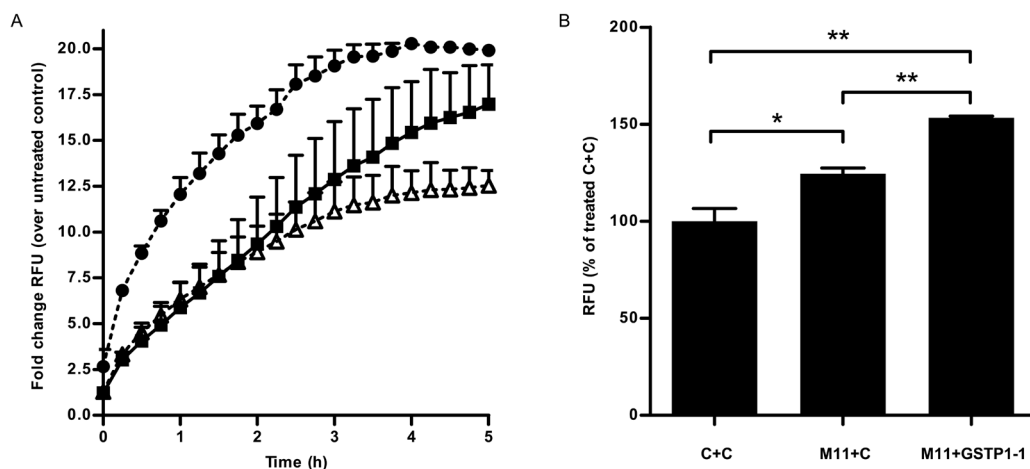 A
Fold change RFU (over untreated control)
20.0
17.5
15.0
12.5
10.0
7.5
5.0
2.5
0.0
0 1 2 3 4 5
Time (h)
B
RFU (% of treated C+C)
200
150
100
50
0
**
**
*
C+C M11+C M11+GSTP1-1